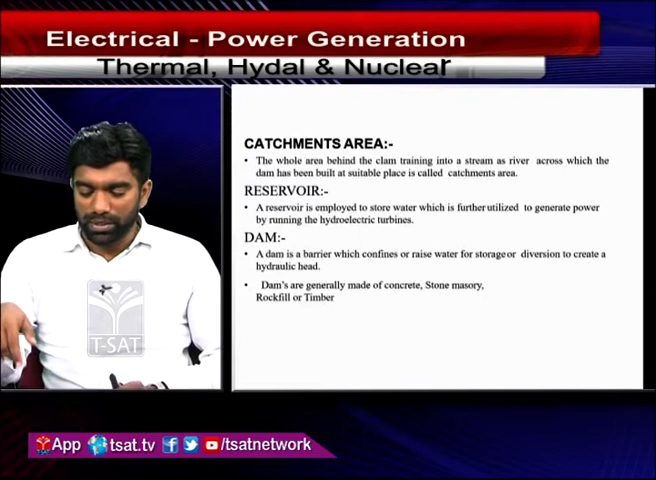 Electrical - Power Generation
Thermal, Hydal & Nuclear
CATCHMENTS AREA:-
• The whole area behind the clam training into a stream as river across which the
dam has been built at suitable place is called catchments area.
RESERVOIR:-
• A reservoir is employed to store water which is further utilized to generate power
by running the hydroelectric turbines.
DAM:-
• A dam is a barrier which confines or raise water for storage or diversion to create a
hydraulic head.
• Dam's are generally made of concrete, Stone masory,
Rockfill or Timber
T-SAT
App tsat.tv /tsatnetwork